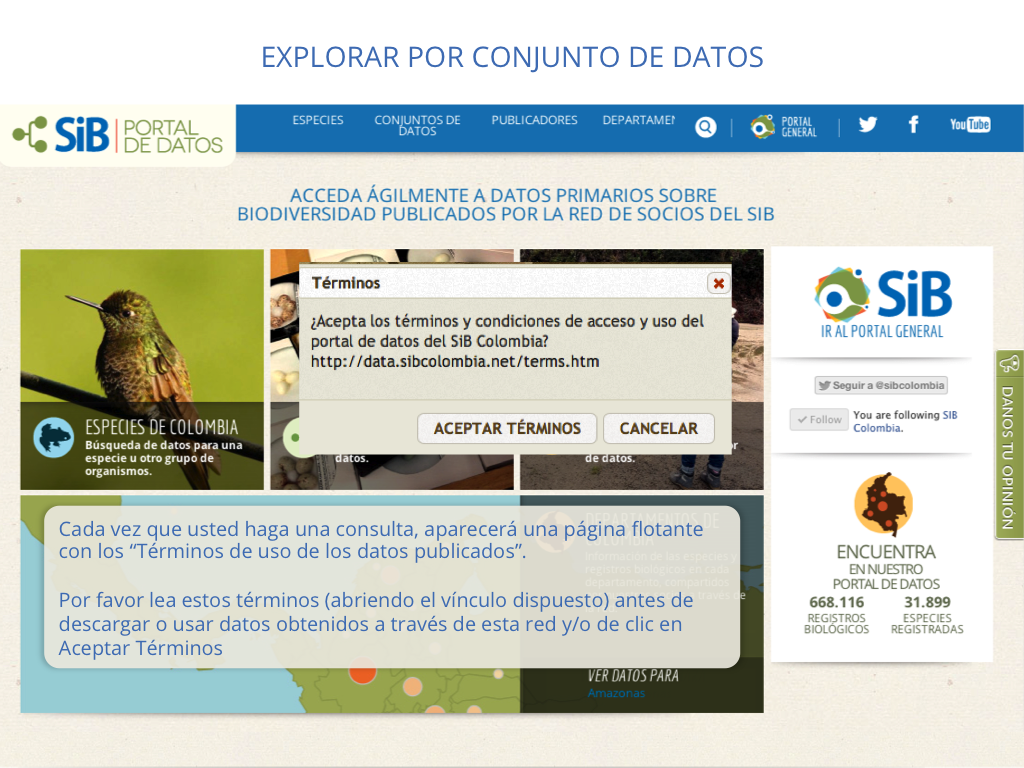 EXPLORAR POR CONJUNTO DE DATOS
SiB PORTAL DE DATOS
ESPECIES
CONJUNTOS DE
DATOS
PUBLICADORES
DEPARTAMEN
PORTAL
GENERAL
You Tube
ACCEDA ÁGILMENTE A DATOS PRIMARIOS SOBRE
BIODIVERSIDAD PUBLICADOS POR LA RED DE SOCIOS DEL SIB
Términos
¿Acepta los términos y condiciones de acceso y uso del
portal de datos del SiB Colombia?
http://data.sibcolombia.net/terms.htm
ACEPTAR TÉRMINOS
CANCELAR
ESPECIES DE COLOMBIA
Búsqueda de datos para una
especie u otro grupo de
organismos.
datos.
or
de datos.
SiB
IR AL PORTAL GENERAL
Seguir a @sibcolombia
Follow
You are following SIB
Colombia.
DANOS TU OPINIÓN
ENCUENTRA
EN NUESTRO
PORTAL DE DATOS
668.116
REGISTROS
BIOLÓGICOS
31.899
ESPECIES
REGISTRADAS
DEPARTAMENTOS DE
COLOMBIA
Información de las especies y
registros biológicos en cada
departamento, compartidos
Cada vez que usted haga una consulta, aparecerá una página flotante
con los “Términos de uso de los datos publicados”.
Por favor lea estos términos (abriendo el vínculo dispuesto) antes de
descargar o usar datos obtenidos a través de esta red y/o de clic en
Aceptar Términos
VER DATOS PARA
Amazonas